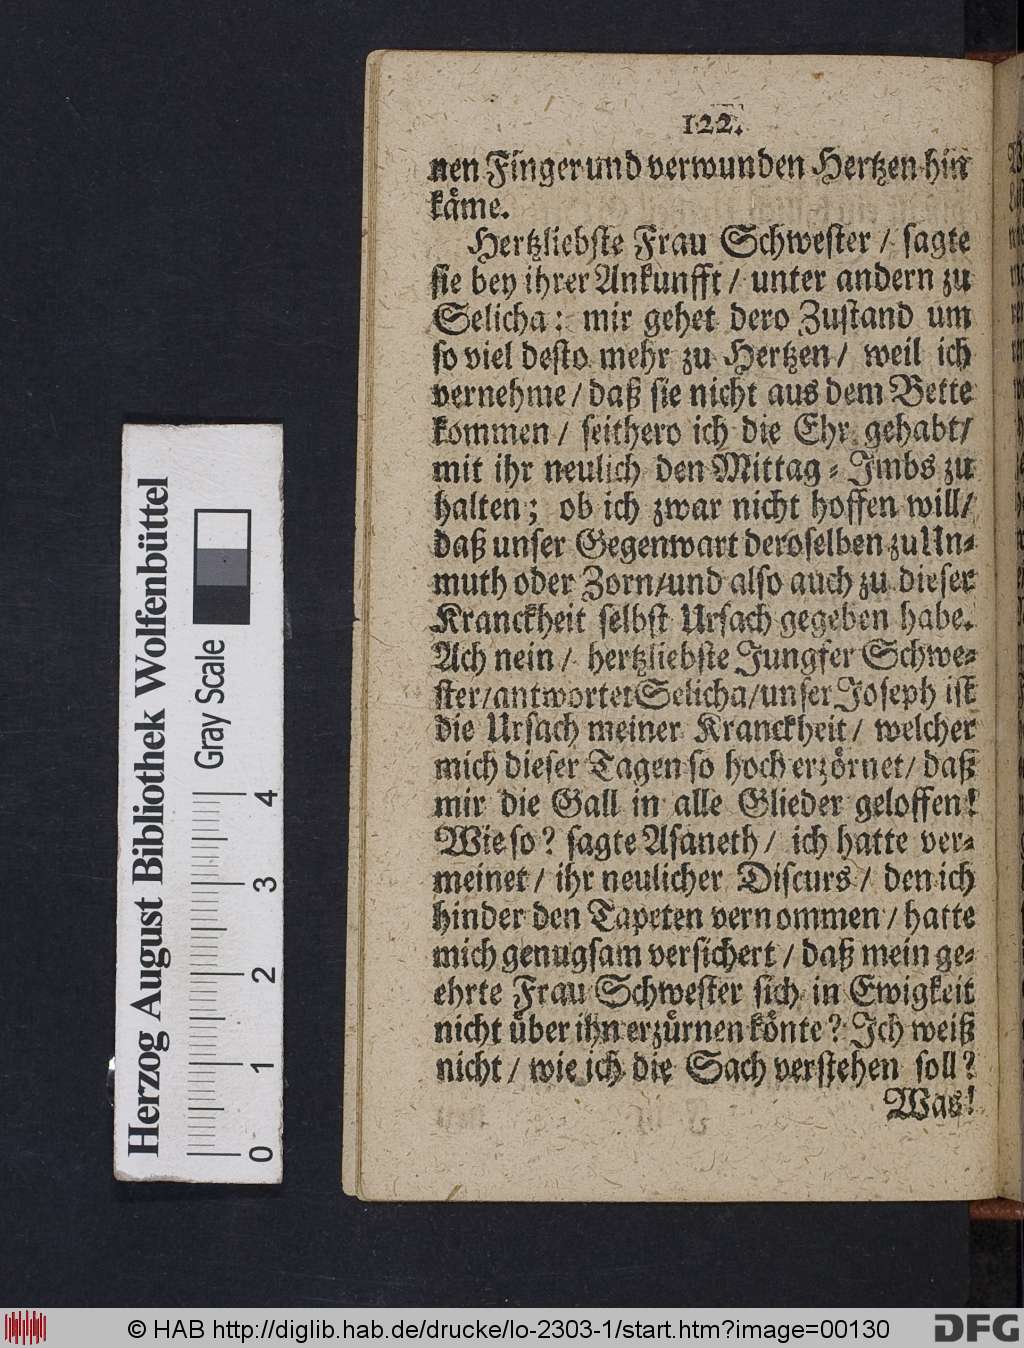 122.
nen Finger und verwunden Hertzen hin
kåme.
Hertzliebste Frau Schwester / sagte
sie bey ihrer Ankunfft / unter andern zu
Selicha: mir gehet dero Zustand um
so viel desto mehr zu Hertzen / weil ich
vernehme / daß sie nicht aus dem Bette
kommen / seithero ich die Ehr gehabt/
mit ihr neulich den Mittag-Imbs zu
halten; ob ich zwar nicht hoffen will/
daß unser Gegenwart deroselben zu Un-
muth oder Zorn/und also auch zu dieser
Kranckheit selbst Ursach gegeben habe.
Ach nein / hertzliebste Jungfer Schwe-
ster/antwortet Selicha/unser Joseph ist
die Ursach meiner Kranckheit / welcher
mich dieser Tagen so hoch erzörnet/ daß
mir die Gall in alle Glieder geloffen!
Wie so? sagte Asaneth / ich hatte ver-
meinet / ihr neulicher Discurs / den ich
hinder den Tapeten vernommen / hatte
mich genugsam versichert / daß mein ge-
ehrte Frau Schwester sich in Ewigkeit
nicht über ihn erzürnen könte? Ich weiß
nicht / wie ich die Sach verstehen soll?
Was!
Herzog August Bibliothek Wolfenbüttel
Gray Scale
0 1 2 3 4
© HAB http://diglib.hab.de/drucke/lo-2303-1/start.htm?image=00130
DFG